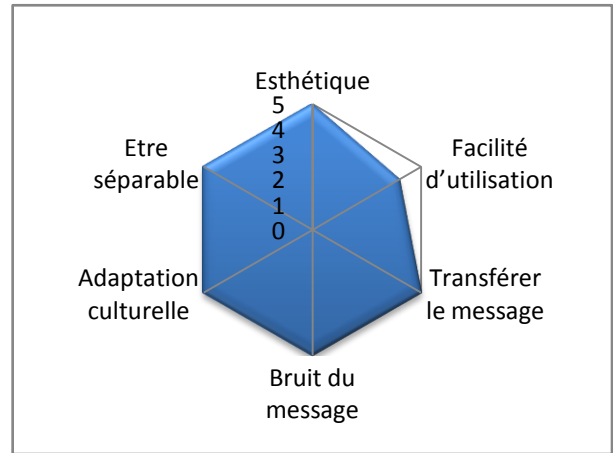 Esthétique
5
4
3
2
1
0
Facilité
d’utilisation
Transférer
le message
Bruit du
message
Adaptation
culturelle
Etre
séparable